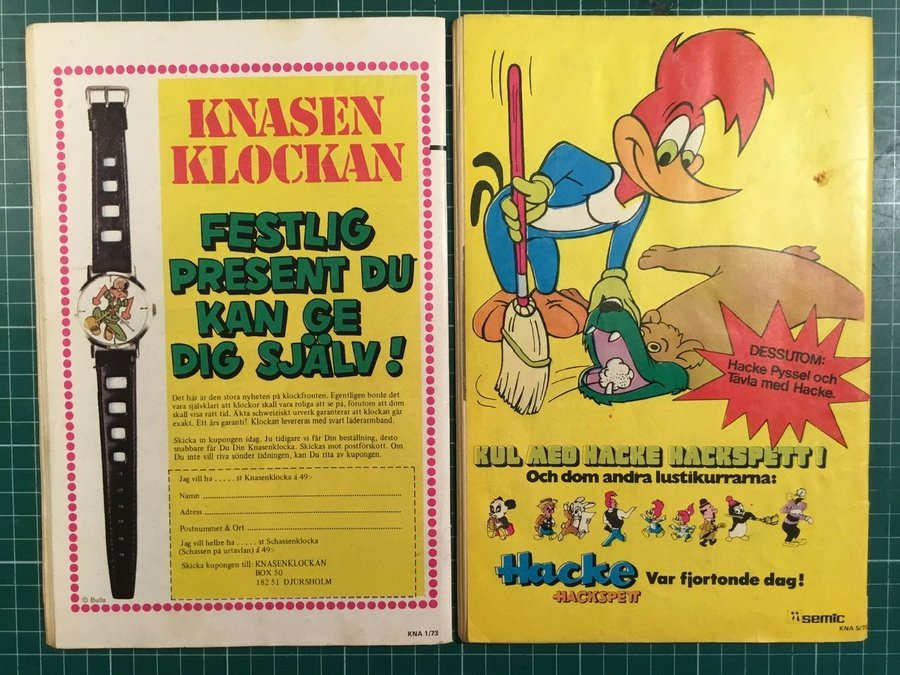 KNASEN
KLOCKAN
FESTLIG
PRESENT DU
KAN GE
DIG SJÄLV!
Det här är den stora nyheten på klockfronten. Egentligen borde det
vara självklart att klockor skall vara roliga att se på, förutom att dom
skall visa rätt tid. Äkta schweiziskt urverk garanterar att klockan går
exakt. Ett års garanti! Klockan levereras med svart läderarmband.
Skicka in kupongen idag. Ju tidigare vi får Din beställning, desto
snabbare får Du Din Knasenklocka. Skickas mot postförskott. Om
Du inte vill riva sönder tidningen, kan Du rita av kupongen.
Jag vill ha ..... st Knasenklocka á 49:-
Namn
Adress
Postnummer & Ort
Jag vill hellre ha ..... st Schassenklocka
(Schassen på urtavlan) á 49:-
Skicka kupongen till: KNASENKLOCKAN
BOX 50
182 51 DJURSHOLM
© Bulls
KNA 1/73
DESSUTOM:
Hacke Pyssel och
Tävla med Hacke.
KUL MED HACKE HACKSPETT!
Och dom andra lustikurrarna:
Hacke
HACKSPETT
Var fjortonde dag!
semic
KNA 5/73